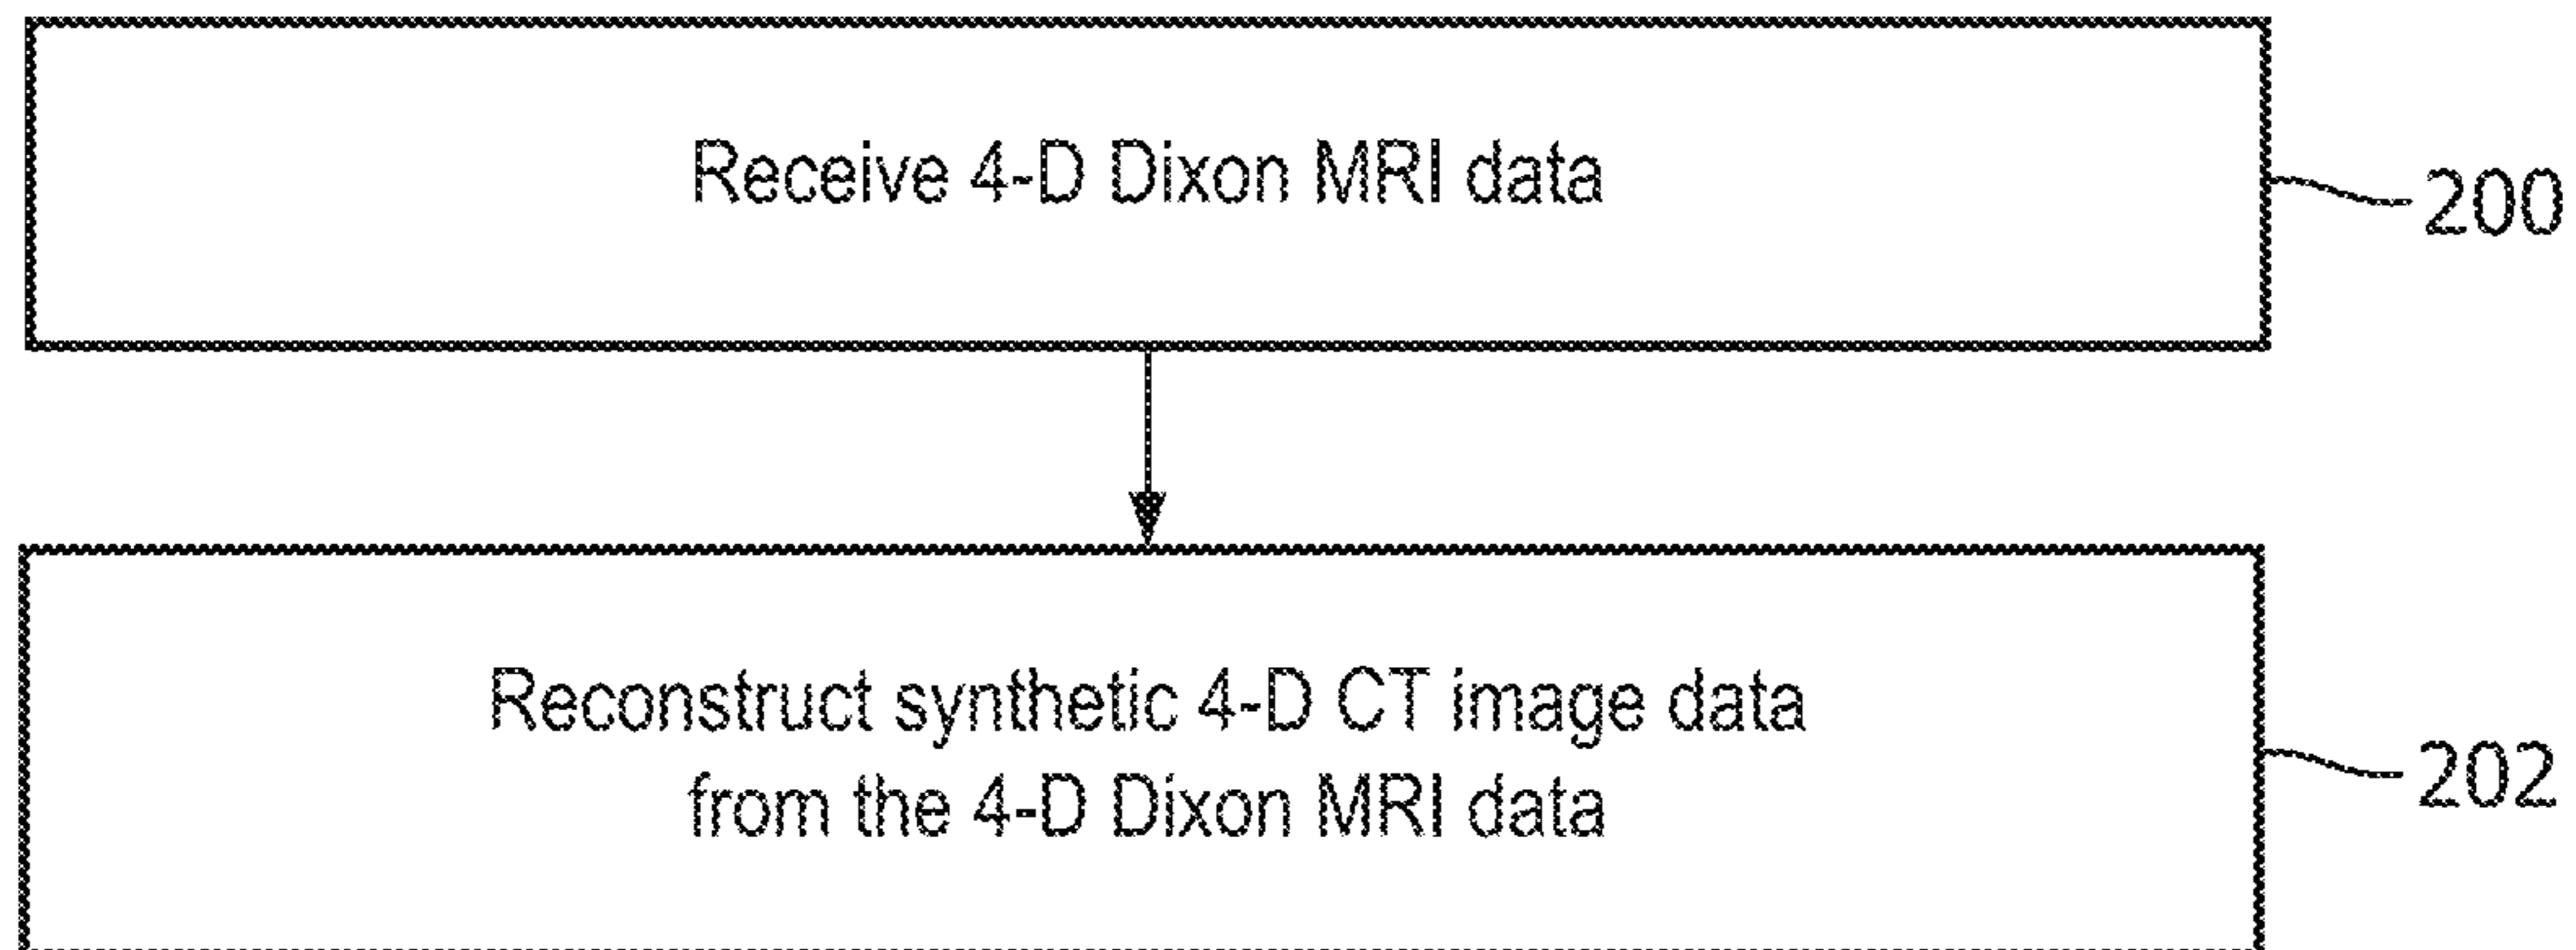 Receive 4-D Dixon MRI data
200
Reconstruct synthetic 4-D CT image data
from the 4-D Dixon MRI data
202